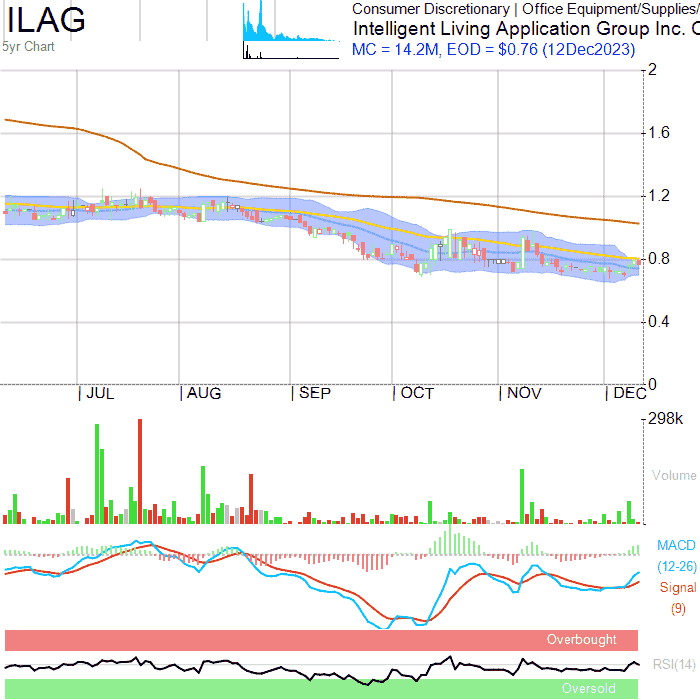 ILAG
5yr Chart
Consumer Discretionary | Office Equipment/Supplies/
Intelligent Living Application Group Inc.
MC = 14.2M, EOD = $0.76 (12Dec2023)
2
1.6
1.2
0.8
0.4
0
JUL AUG SEP OCT NOV DEC
298k
Volume
MACD
(12-26)
Signal
(9)
Overbought
RSI(14)
Oversold